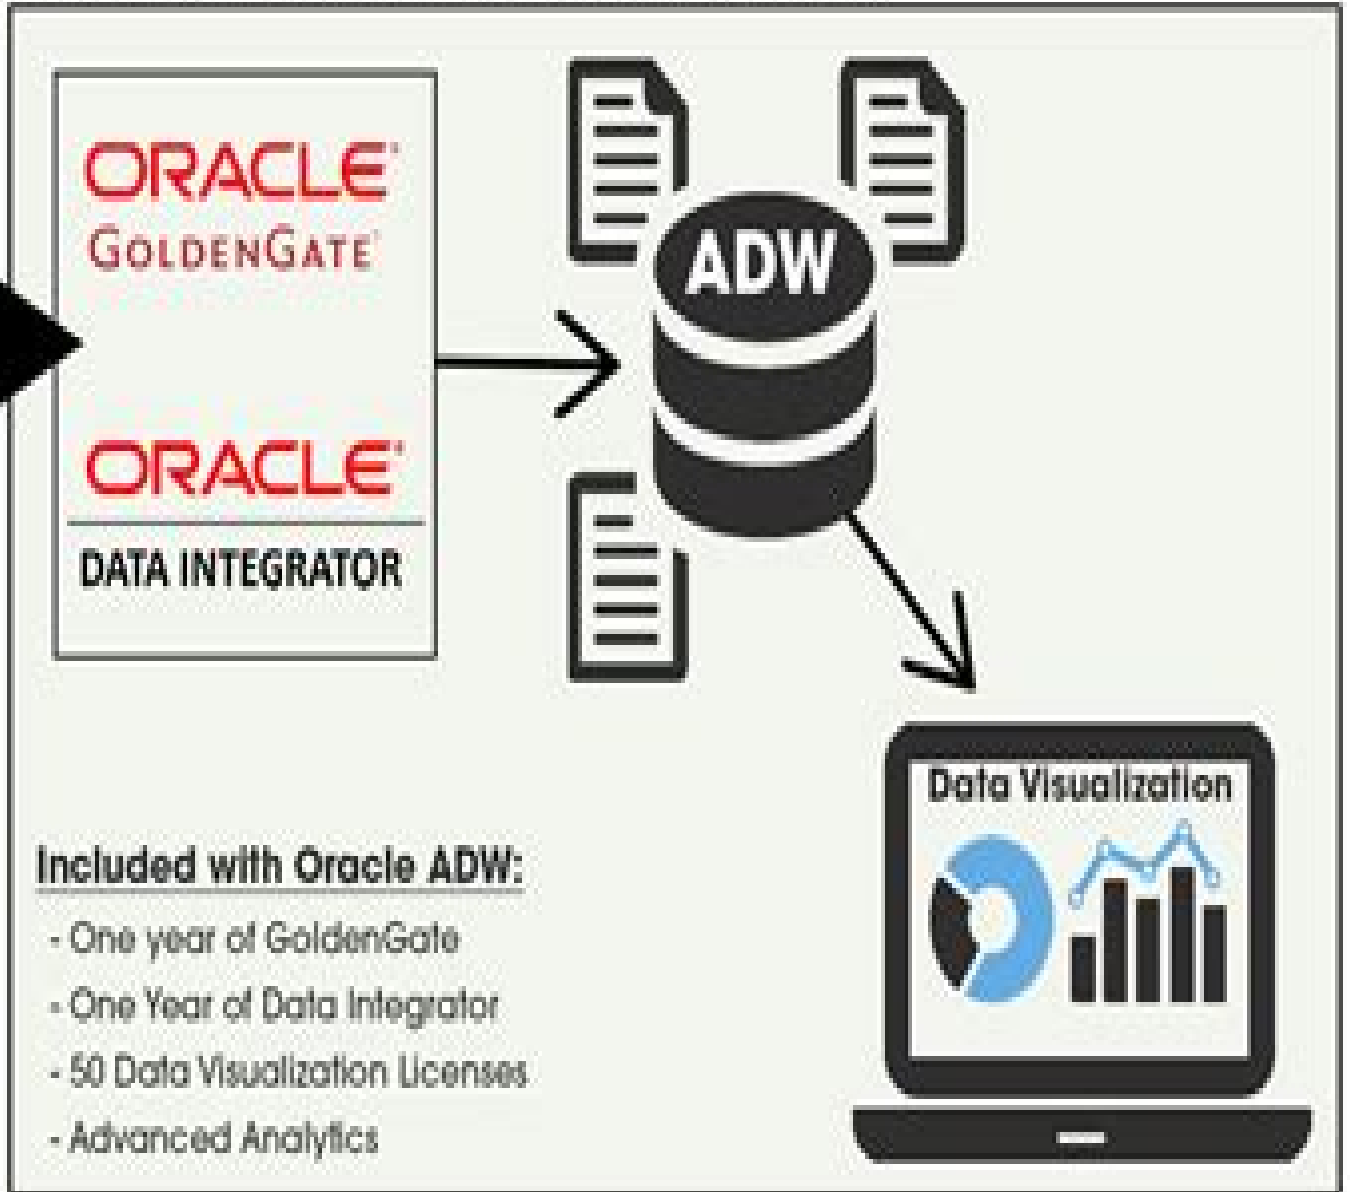 ORACLE
GOLDENGATE
ORACLE
DATA INTEGRATOR
ADW
Data Visualization
Included with Oracle ADW:
- One year of GoldenGate
- One Year of Data Integrator
- 50 Data Visualization Licenses
- Advanced Analytics